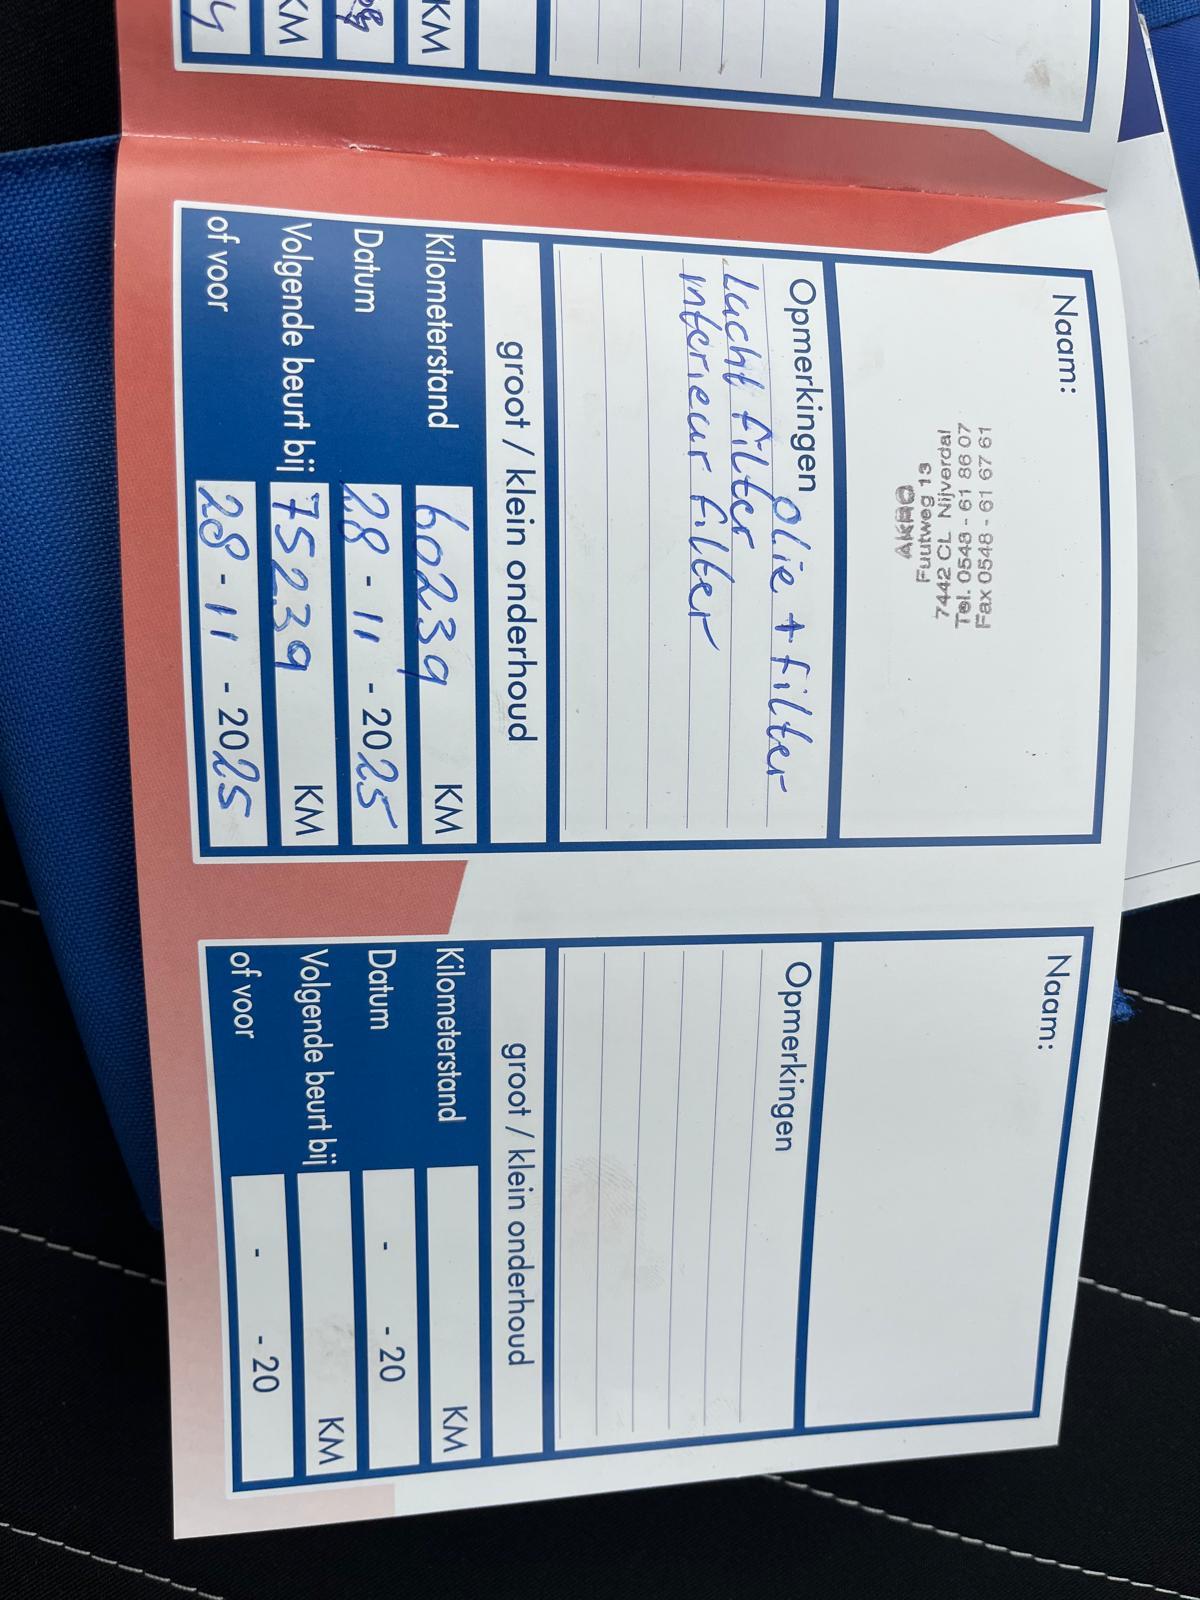 KM
KM
Naam:
AKKO
Fuutweg 13
7442 CL Nijverdal
Tel. 0548 - 61 86 07
Fax 0548 - 61 67 61
Opmerkingen olie + filter
Lucht filter
interieur filter
groot / klein onderhoud
Kilometerstand 60239 KM
Datum 28 - 11 - 2025
Volgende beurt bij 75239 KM
of voor 28 - 11 - 2025
Naam:
Opmerkingen
groot / klein onderhoud
Kilometerstand KM
Datum - - 20
Volgende beurt bij KM
of voor - - 20